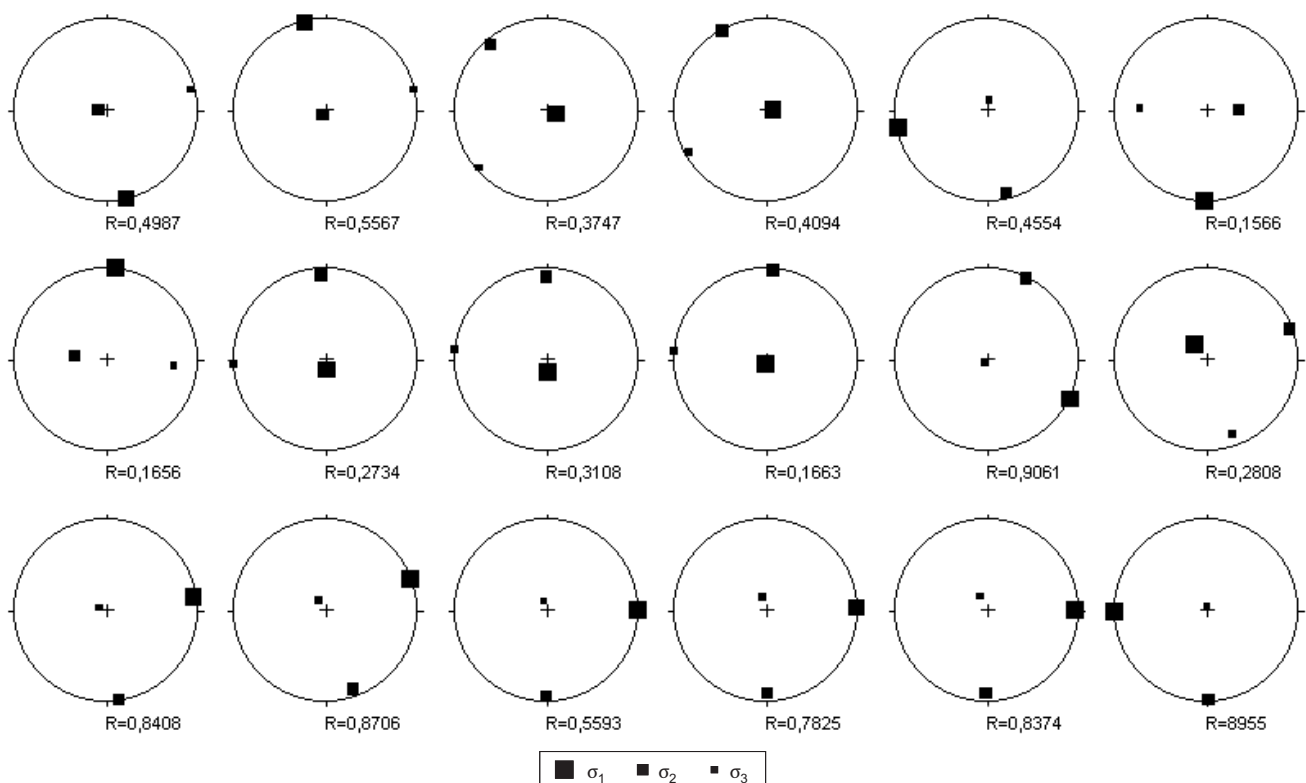 R=0,4987 R=0,5567 R=0,3747 R=0,4094 R=0,4554 R=0,1566
R=0,1656 R=0,2734 R=0,3108 R=0,1663 R=0,9061 R=0,2808
R=0,8408 R=0,8706 R=0,5593 R=0,7825 R=0,8374 R=8955
σ1 σ2 σ3